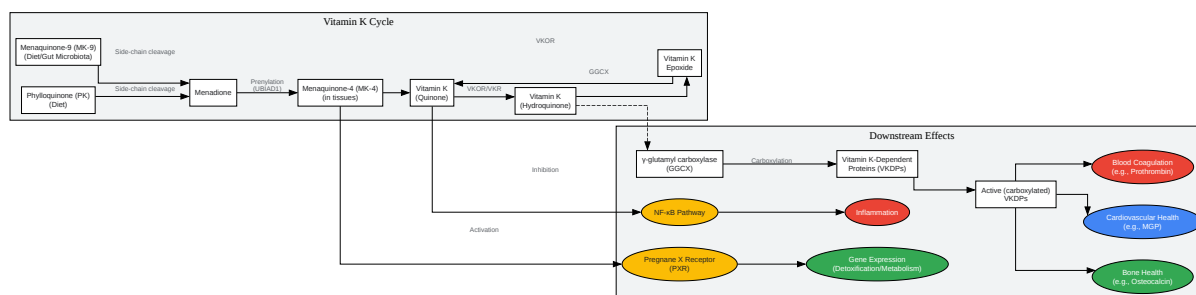 Vitamin K Cycle
VKOR
Menaquinone-9 (MK-9)
(Diet/Gut Microbiota)
Side-chain cleavage
Vitamin K
Epoxide
GGCX
Phylloquinone (PK)
(Diet)
Side-chain cleavage
Menadione
Prenylation
(UBIAD1)
Menaquinone-4 (MK-4)
(in tissues)
Vitamin K
(Quinone)
VKOR/VKR
Vitamin K
(Hydroquinone)
Downstream Effects
γ-glutamyl carboxylase
(GGCX)
Carboxylation
Vitamin K-Dependent
Proteins (VKDPs)
Active (carboxylated)
VKDPs
Blood Coagulation
(e.g., Prothrombin)
Inhibition
NF-κB Pathway
Inflammation
Cardiovascular Health
(e.g., MGP)
Activation
Pregnane X Receptor
(PXR)
Gene Expression
(Detoxification/Metabolism)
Bone Health
(e.g., Osteocalcin)